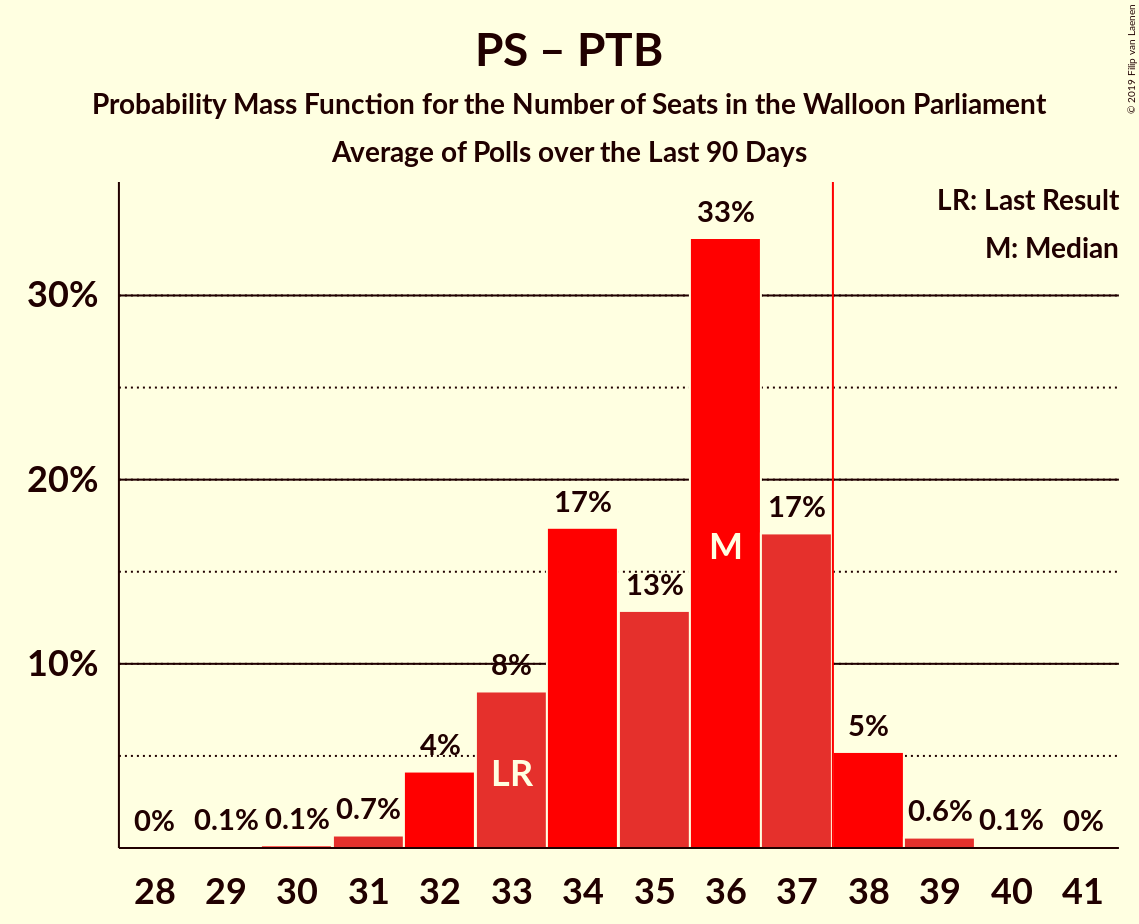 PS – PTB
Probability Mass Function for the Number of Seats in the Walloon Parliament
Average of Polls over the Last 90 Days
© 2019 Filip van Laenen
LR: Last Result
M: Median
30%
20%
10%
0%
0.1%
0.1%
0.7%
4%
8%
17%
13%
33%
17%
5%
0.6%
0.1%
0%
LR
M
28 29 30 31 32 33 34 35 36 37 38 39 40 41